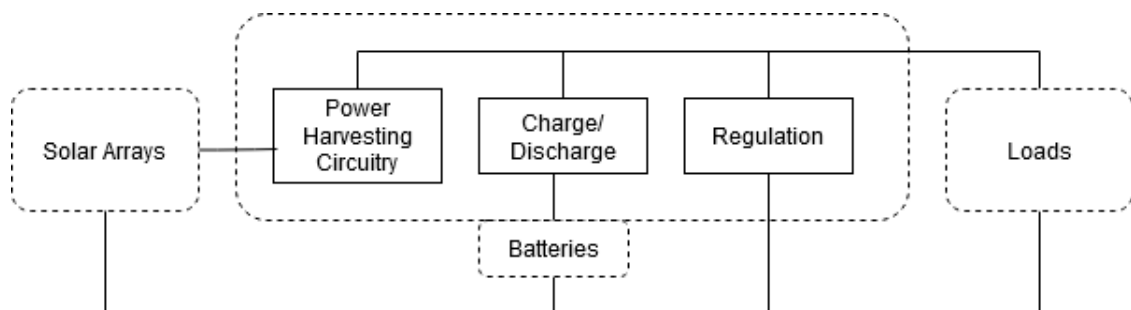 Solar Arrays
Power
Harvesting
Circuitry
Charge/
Discharge
Regulation
Loads
Batteries